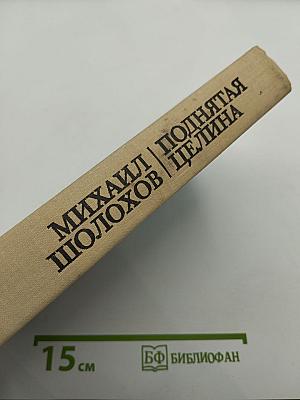 МИХАИЛ
ШОЛОХОВ
ПОДНЯТАЯ
ЦЕЛИНА
15 см
БФ БИБЛИОФАН